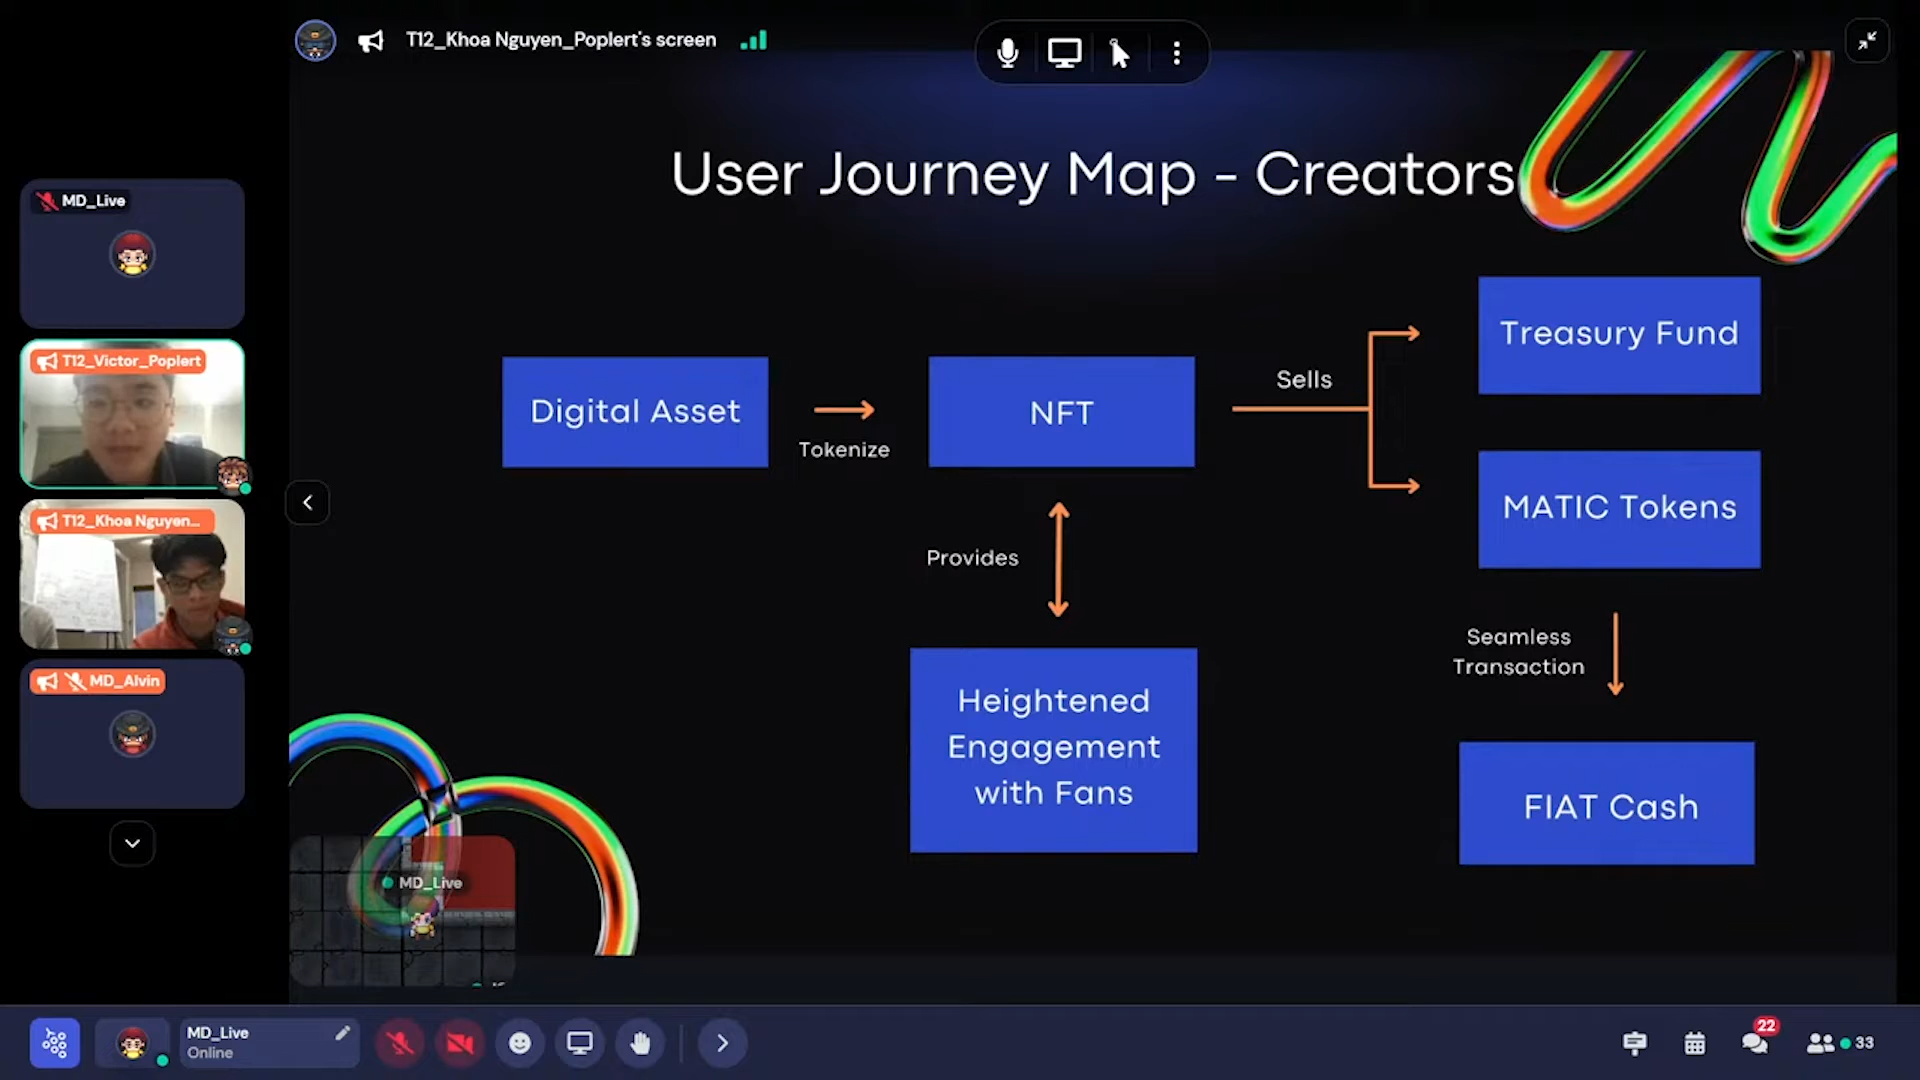 T12_Khoa Nguyen_Poplert's screen
MD_Live
T12_Victor_Poplert
T12_Khoa Nguyen...
MD_Alvin
User Journey Map - Creators
Digital Asset
Tokenize
NFT
Sells
Treasury Fund
MATIC Tokens
Provides
Heightened
Engagement
with Fans
Seamless
Transaction
FIAT Cash
MD_Live
MD_Live
Online
22
33